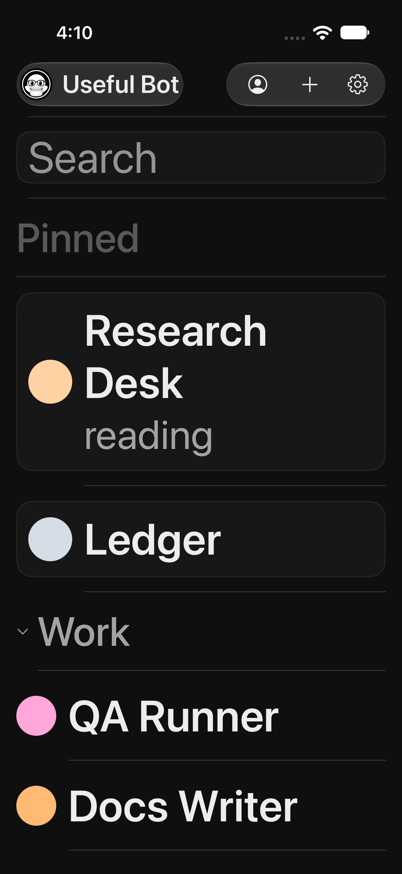 4:10
Useful Bot
Search
Pinned
Research
Desk
reading
Ledger
Work
QA Runner
Docs Writer